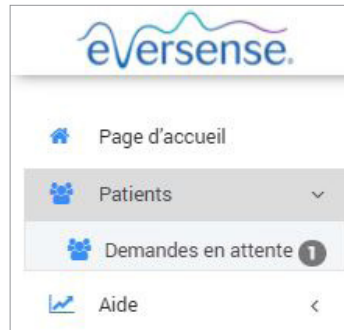 eversense.
Page d'accueil
Patients
Demandes en attente 1
Aide